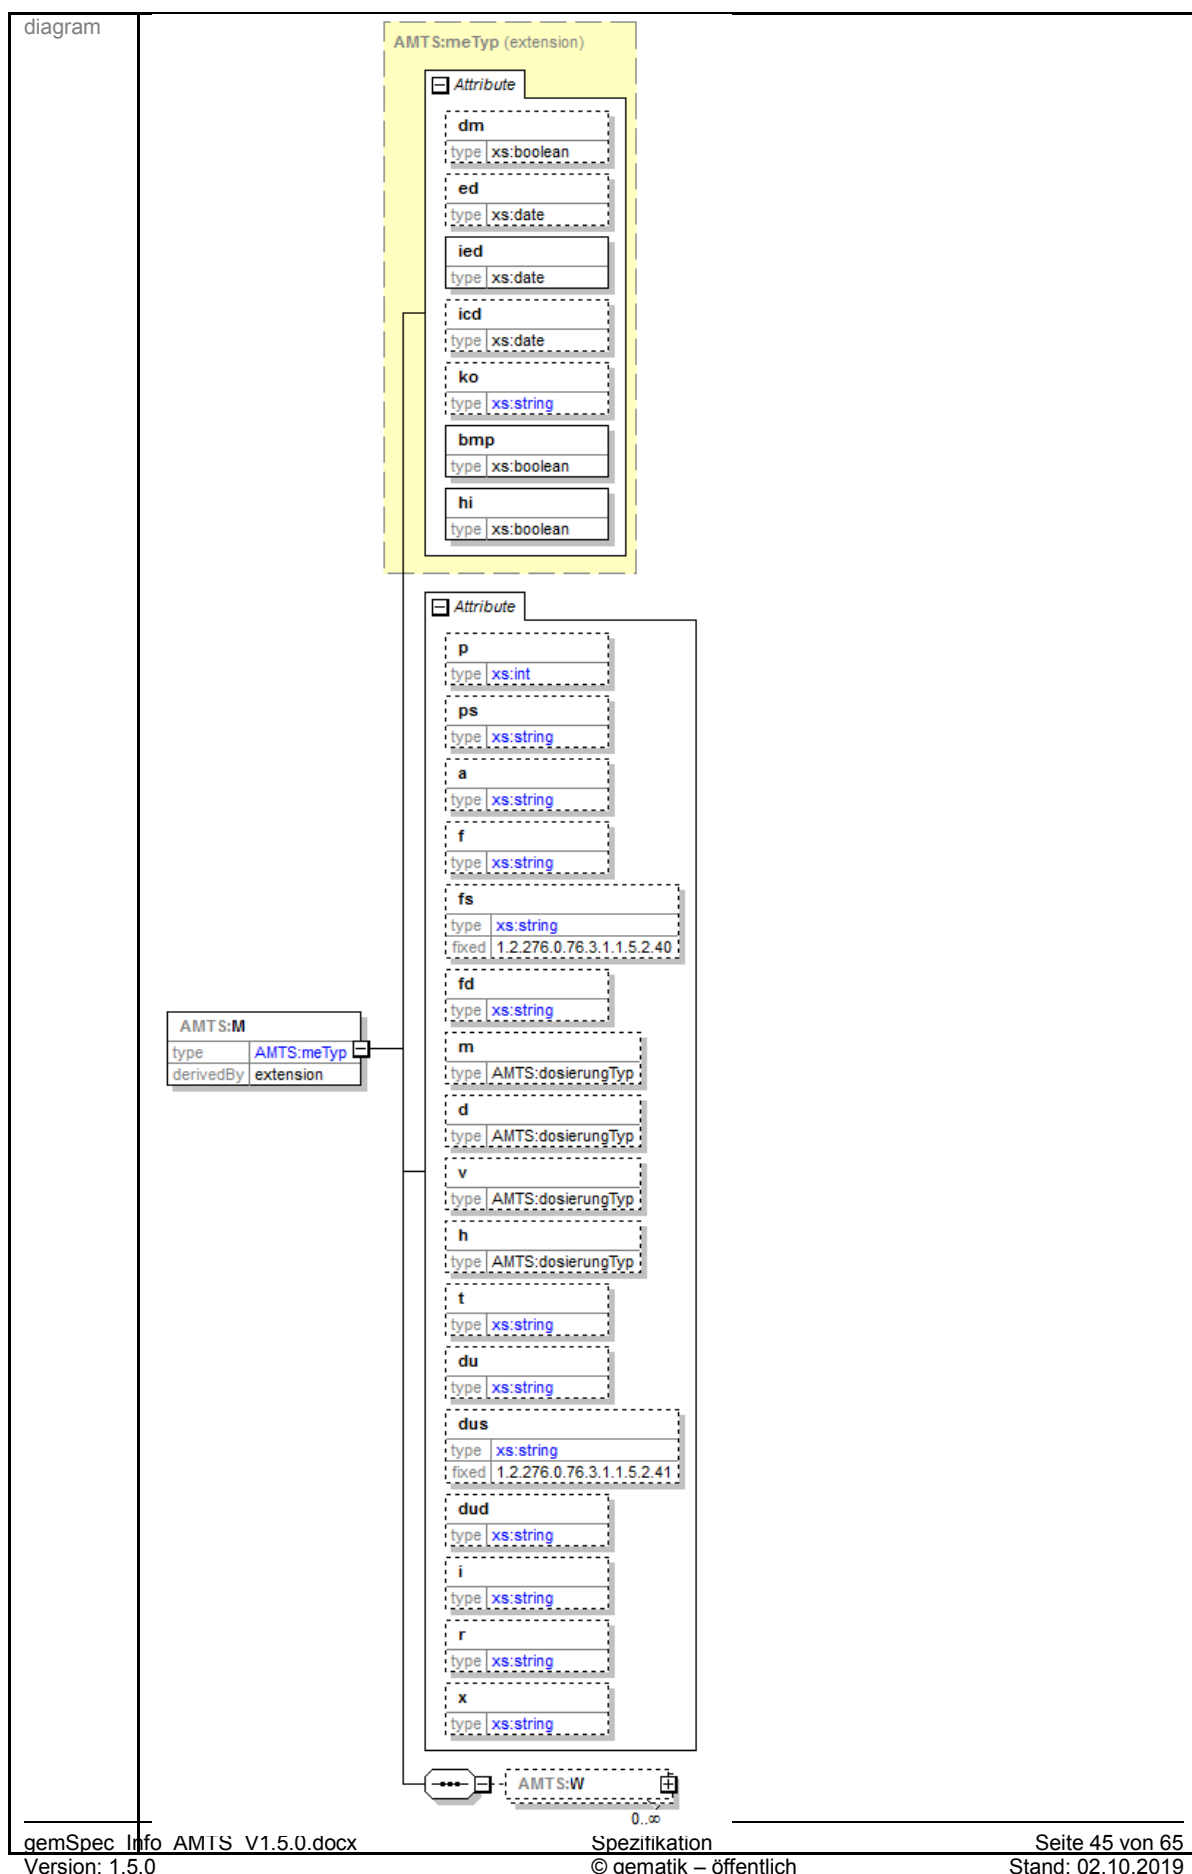 diagram
AMTS:meTyp (extension)
Attribute
dm
type xs:boolean
ed
type xs:date
ied
type xs:date
icd
type xs:date
ko
type xs:string
bmp
type xs:boolean
hi
type xs:boolean
Attribute
p
type xs:int
ps
type xs:string
a
type xs:string
f
type xs:string
fs
type xs:string
fixed 1.2.276.0.76.3.1.1.5.2.40
fd
type xs:string
AMTS:M
type AMTS:meTyp
derivedBy extension
m
type AMTS:dosierungTyp
d
type AMTS:dosierungTyp
v
type AMTS:dosierungTyp
h
type AMTS:dosierungTyp
t
type xs:string
du
type xs:string
dus
type xs:string
fixed 1.2.276.0.76.3.1.1.5.2.41
dud
type xs:string
i
type xs:string
r
type xs:string
x
type xs:string
AMTS:W
0..∞
gemSpec_Info_AMTS_V1.5.0.docx Spezifikation Seite 45 von 65
Version: 1.5.0 © gematik – öffentlich Stand: 02.10.2019